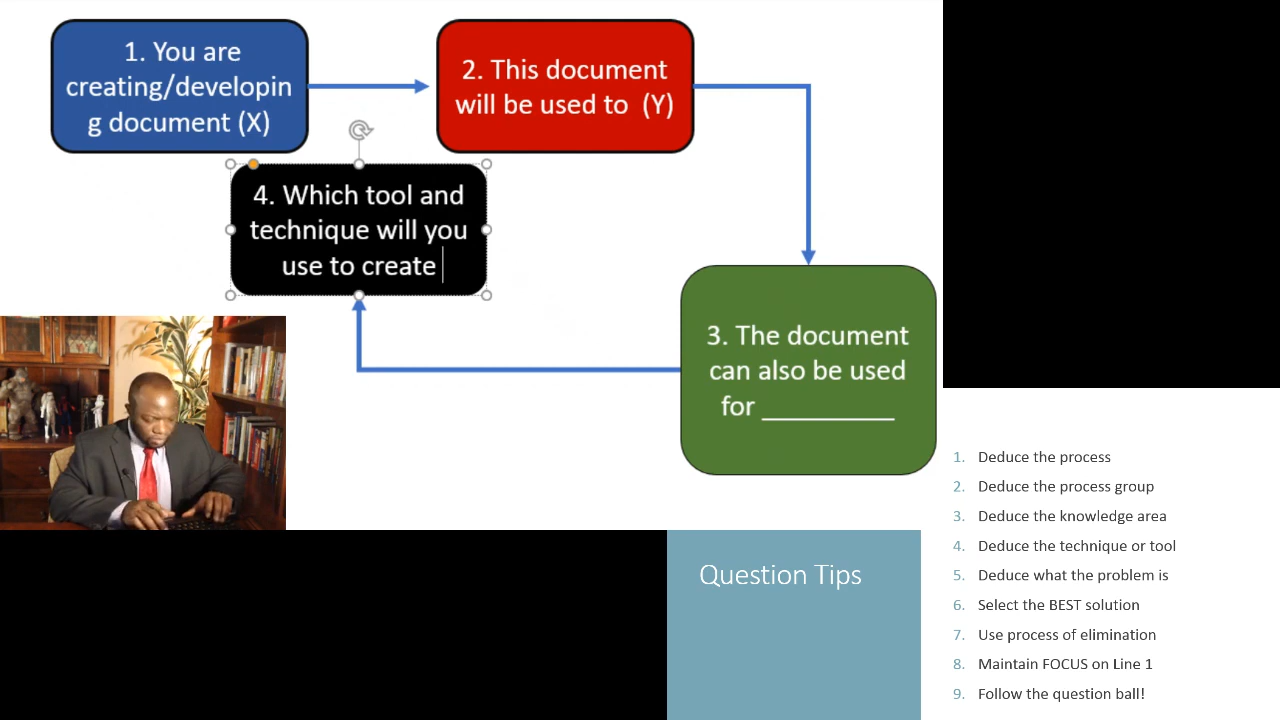 1. You are
creating/developin
g document (X)
2. This document
will be used to (Y)
4. Which tool and
technique will you
use to create
3. The document
can also be used
for __________
Question Tips
1. Deduce the process
2. Deduce the process group
3. Deduce the knowledge area
4. Deduce the technique or tool
5. Deduce what the problem is
6. Select the BEST solution
7. Use process of elimination
8. Maintain FOCUS on Line 1
9. Follow the question ball!